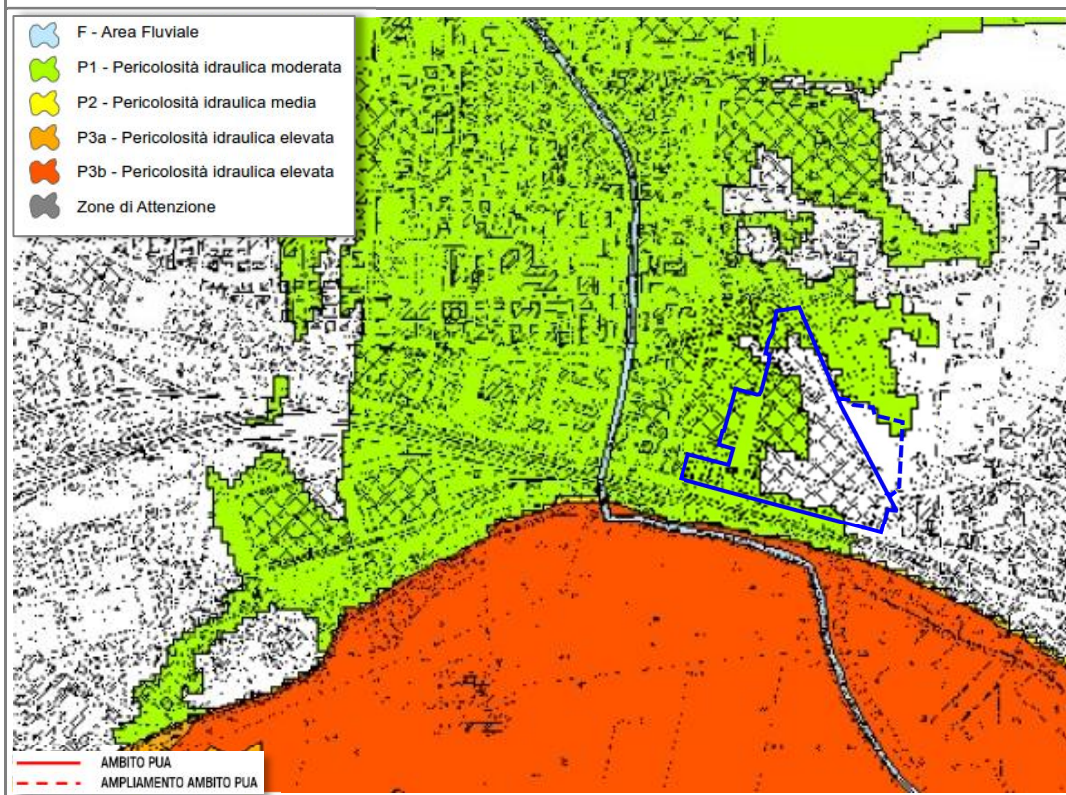 F - Area Fluviale
P1 - Pericolosità idraulica moderata
P2 - Pericolosità idraulica media
P3a - Pericolosità idraulica elevata
P3b - Pericolosità idraulica elevata
Zone di Attenzione
AMBITO PUA
AMPLIAMENTO AMBITO PUA